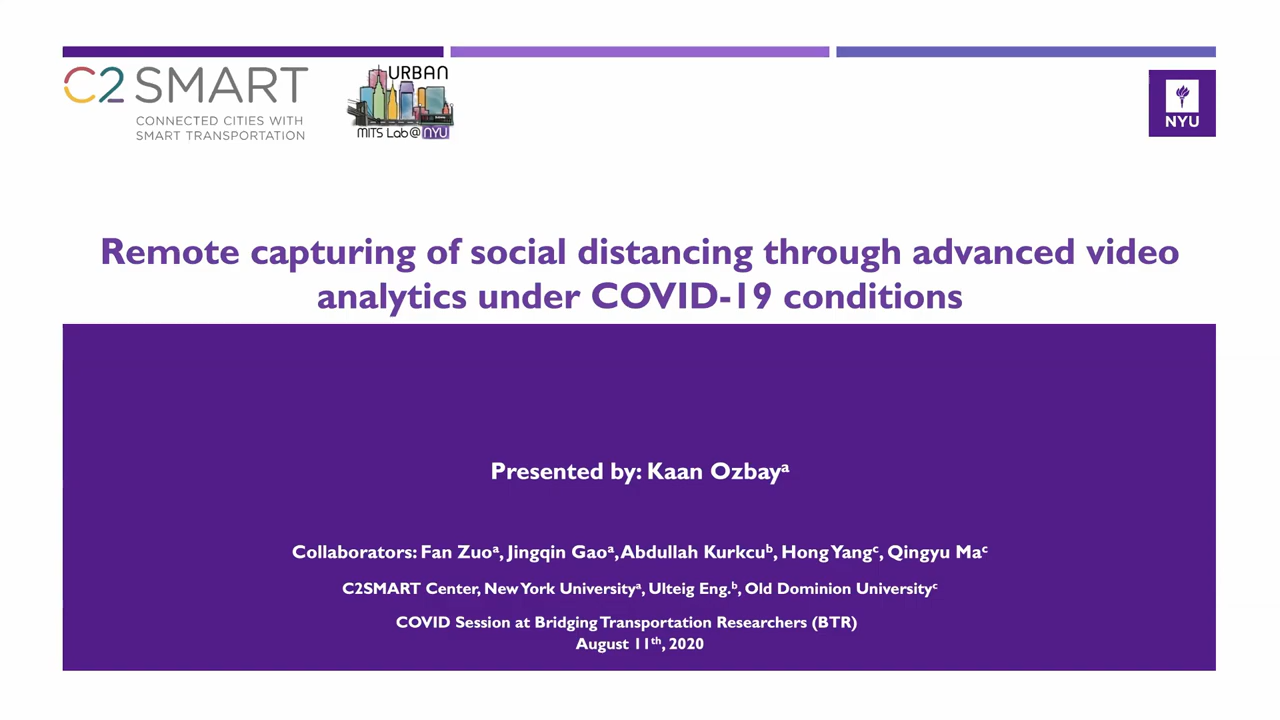 C2SMART
CONNECTED CITIES WITH
SMART TRANSPORTATION
URBAN
MITS Lab@NYU
NYU
Remote capturing of social distancing through advanced video
analytics under COVID-19 conditions
Presented by: Kaan Ozbayᵃ
Collaborators: Fan Zuoᵃ, Jingqin Gaoᵃ, Abdullah Kurkcuᵇ, Hong Yangᶜ, Qingyu Maᶜ
C2SMART Center, New York Universityᵃ, Ulteig Eng.ᵇ, Old Dominion Universityᶜ
COVID Session at Bridging Transportation Researchers (BTR)
August 11ᵗʰ, 2020